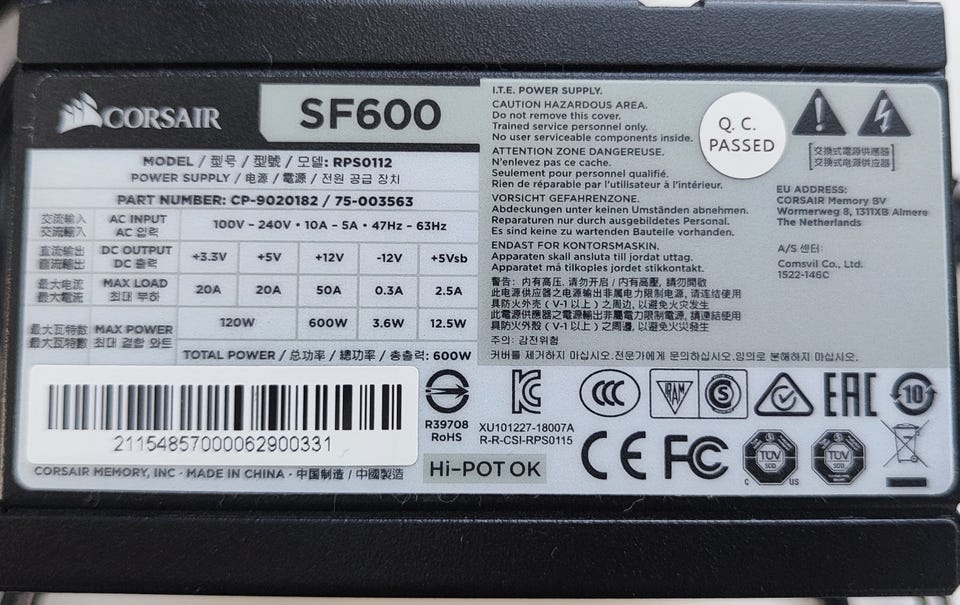 CORSAIR
SF600
MODEL / 型号 / 型號 / 모델: RPS0112
POWER SUPPLY / 电源 / 電源 / 전원 공급 장치
PART NUMBER: CP-9020182 / 75-003563
交流输入 AC INPUT 100V - 240V • 10A - 5A • 47Hz - 63Hz
交流輸入 AC 입력
直流输出 DC OUTPUT +3.3V +5V +12V -12V +5Vsb
直流輸出 DC 출력
最大电流 MAX LOAD 20A 20A 50A 0.3A 2.5A
最大電流 최대 부하
最大瓦特数 MAX POWER 120W 600W 3.6W 12.5W
最大瓦特數 최대 결합 와트
TOTAL POWER / 总功率 / 總功率 / 총출력: 600W
21154857000062900331
CORSAIR MEMORY, INC • MADE IN CHINA • 中国制造 / 中國製造
I.T.E. POWER SUPPLY.
CAUTION HAZARDOUS AREA.
Do not remove this cover.
Trained service personnel only.
No user serviceable components inside.
ATTENTION ZONE DANGEREUSE.
N'enlevez pas ce cache.
Seulement pour personnel qualifié.
Rien de réparable par l'utilisateur à l'intérieur.
VORSICHT GEFAHRENZONE.
Abdeckungen unter keinen Umständen abnehmen.
Reparaturen nur durch ausgebildetes Personal.
Es sind keine zu wartenden Bauteile vorhanden.
ENDAST FOR KONTORSMASKIN.
Apparaten skall ansluta till jordat uttag.
Apparatet må tilkoples jordet stikkontakt.
警告: 内有高压, 请勿开启 / 内有高壓, 請勿開啟
此电源供应器之电源输出非属电力限制电源, 请连结使用
具防火外壳 (V-1以上) 之周边, 以避免火灾发生
此電源供應器之電源輸出非屬電力限制電源, 請連結使用
具防火外殼 (V-1以上) 之周邊, 以避免火災發生
주의: 감전위험
커버를 제거하지 마십시오.전문가에게 문의하십시오.임의로 분해하지 마십시오.
Q.C.
PASSED
交換式電源供應器
交换式电源供应器
EU ADDRESS:
CORSAIR Memory BV
Wormerweg 8, 1311XB Almere
The Netherlands
A/S 센터:
Comsvil Co., Ltd.
1522-146C
R39708
RoHS
XU101227-18007A
R-R-CSI-RPS0115
Hi-POT OK
CCC
VRAM
S
EAC
10
CE
FC
C TÜV SÜD US
TÜV SÜD